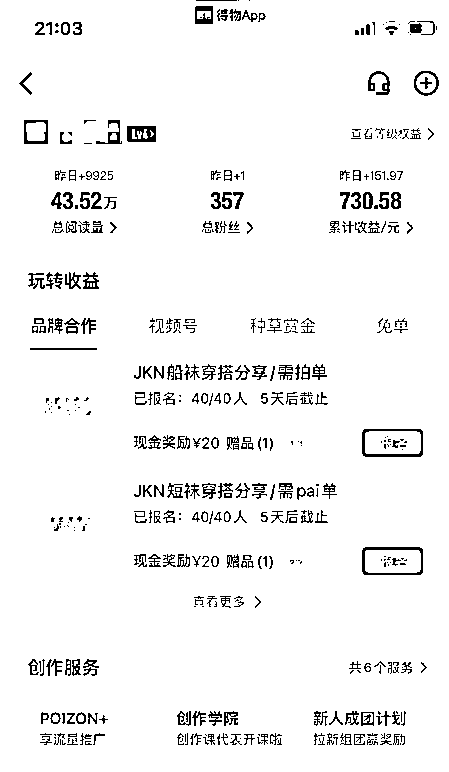 得物App
21:03
Lv4
查看等级权益
昨日+9925
昨日+1
昨日+151.97
43.52万
357
730.58
总阅读量
总粉丝
累计收益/元
玩转收益
品牌合作
视频号
种草赏金
免单
JKN船袜穿搭分享/需拍单
已报名：40/40人 5天后截止
现金奖励¥20 赠品(1)
JKN短袜穿搭分享/需pai单
已报名：40/40人 5天后截止
现金奖励¥20 赠品(1)
查看更多
创作服务
共6个服务
POIZON+
创作学院
新人成团计划
享流量推广
创作课代表开课啦
拉新组团赢奖励